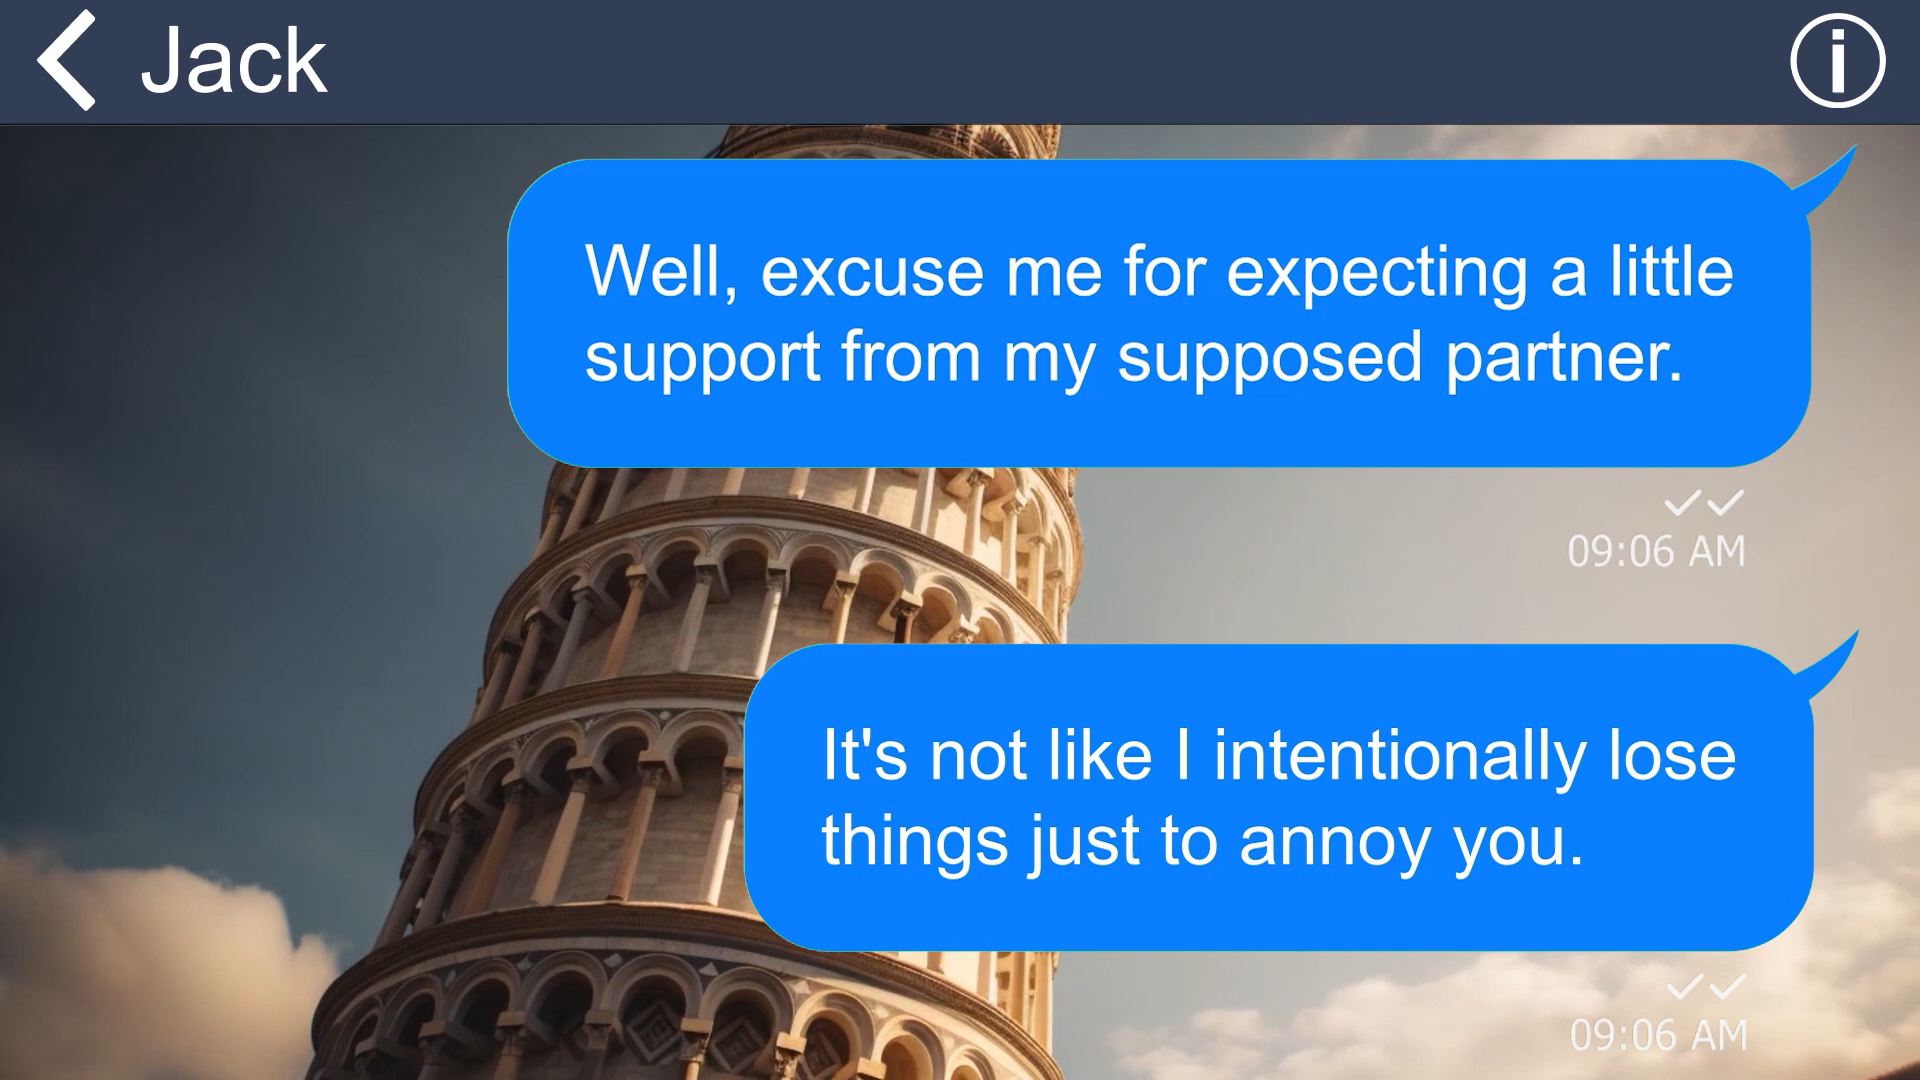 Jack
Well, excuse me for expecting a little
support from my supposed partner.
09:06 AM
It's not like I intentionally lose
things just to annoy you.
09:06 AM